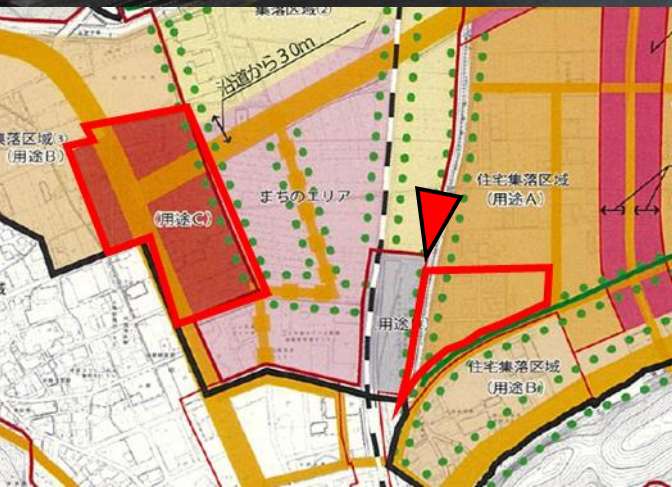 集落区域②
沿道から30m
落区域③
(用途B)
(用途C)
まちのエリア
住宅集落区域
(用途A)
用途
住宅集落区域
(用途B)
域